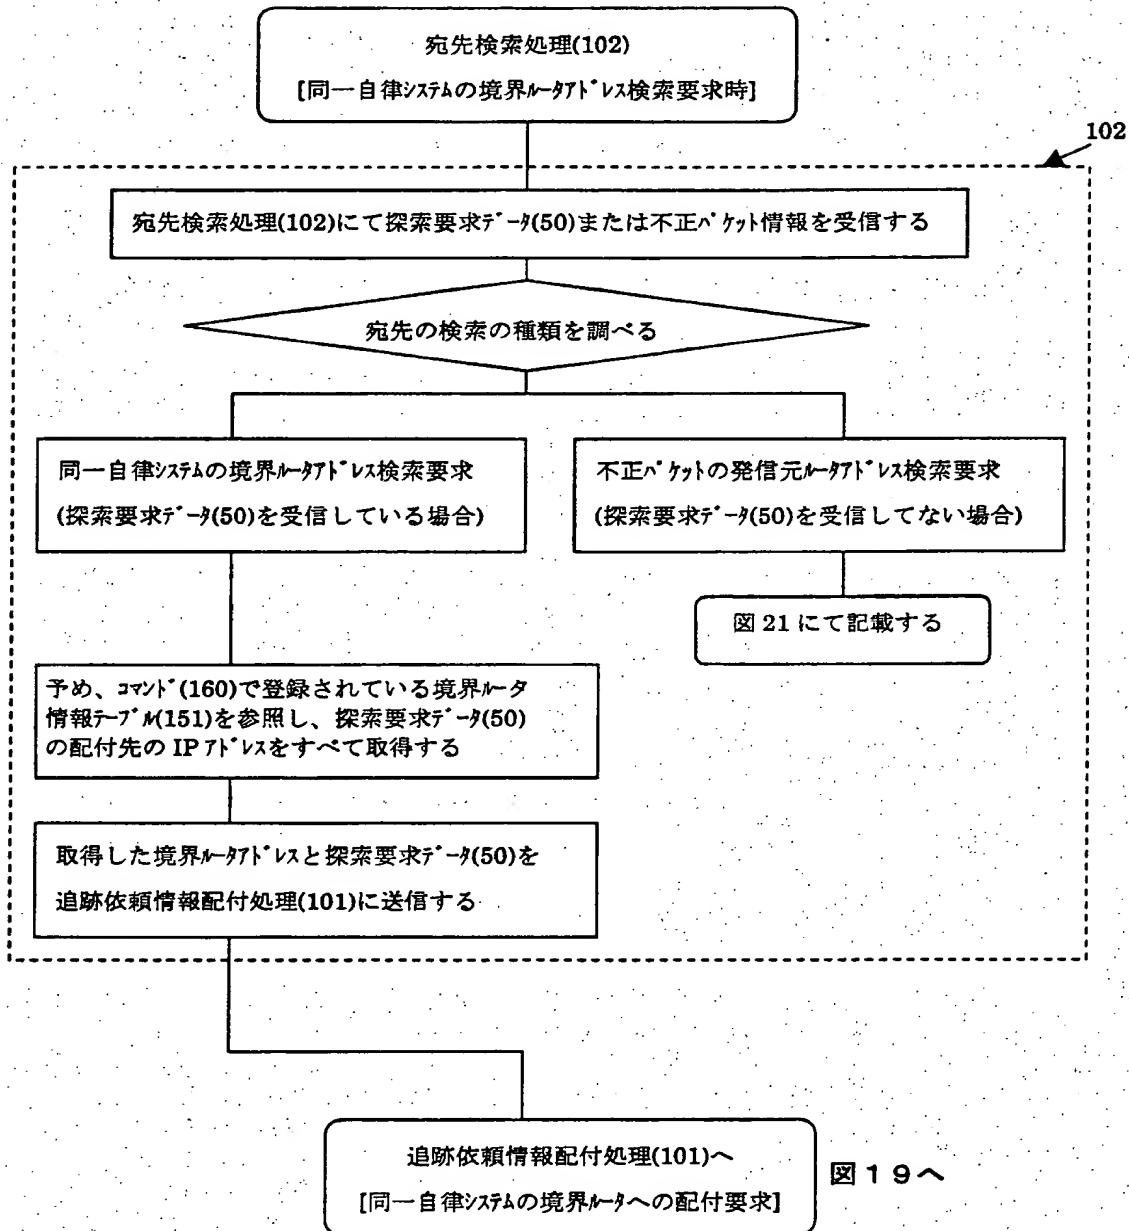 宛先検索処理(102)
[同一自律ｼｽﾃﾑの境界ﾙｰﾀｱﾄﾞﾚｽ検索要求時]
102
宛先検索処理(102)にて探索要求ﾃﾞｰﾀ(50)または不正ﾊﾟｹｯﾄ情報を受信する
宛先の検索の種類を調べる
同一自律ｼｽﾃﾑの境界ﾙｰﾀｱﾄﾞﾚｽ検索要求
(探索要求ﾃﾞｰﾀ(50)を受信している場合)
不正ﾊﾟｹｯﾄの発信元ﾙｰﾀｱﾄﾞﾚｽ検索要求
(探索要求ﾃﾞｰﾀ(50)を受信してない場合)
図 21 にて記載する
予め、ｺﾏﾝﾄﾞ(160)で登録されている境界ﾙｰﾀ
情報ﾃｰﾌﾞﾙ(151)を参照し、探索要求ﾃﾞｰﾀ(50)
の配付先の IP ｱﾄﾞﾚｽをすべて取得する
取得した境界ﾙｰﾀｱﾄﾞﾚｽと探索要求ﾃﾞｰﾀ(50)を
追跡依頼情報配付処理(101)に送信する
追跡依頼情報配付処理(101)へ
[同一自律ｼｽﾃﾑの境界ﾙｰﾀへの配付要求]
図１９へ